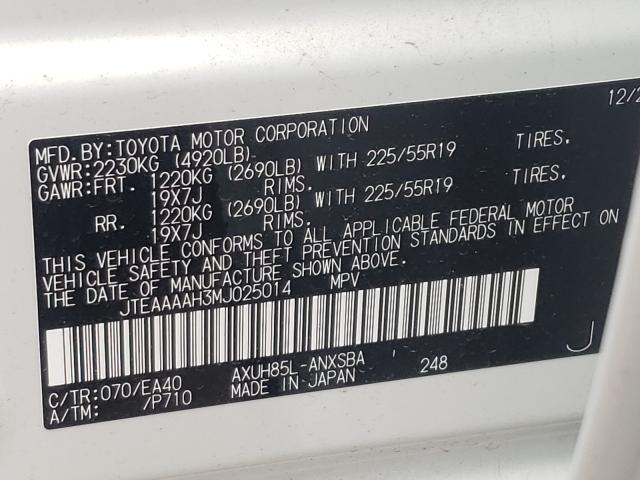 12/2
MFD.BY:TOYOTA MOTOR CORPORATION
GVWR:2230KG (4920LB)
GAWR:FRT. 1220KG (2690LB) WITH 225/55R19 TIRES.
19X7J RIMS.
RR. 1220KG (2690LB) WITH 225/55R19 TIRES.
19X7J RIMS.
THIS VEHICLE CONFORMS TO ALL APPLICABLE FEDERAL MOTOR
VEHICLE SAFETY AND THEFT PREVENTION STANDARDS IN EFFECT ON
THE DATE OF MANUFACTURE SHOWN ABOVE.
JTEAAAAH3MJ025014 MPV
C/TR:070/EA40 AXUH85L-ANXSBA 248 J
A/TM: /P710 MADE IN JAPAN